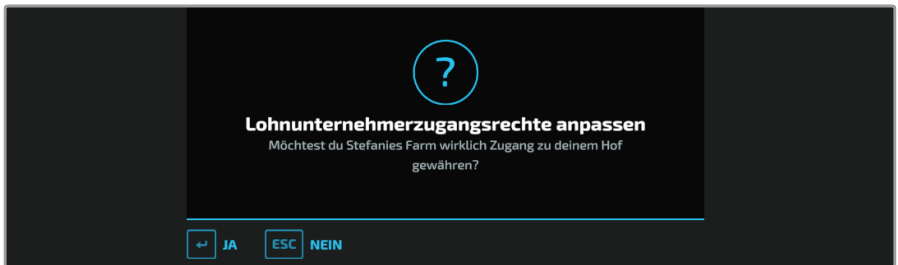 ?
Lohnunternehmerzugangsrechte anpassen
Möchtest du Stefanies Farm wirklich Zugang zu deinem Hof
gewähren?
↵ JA ESC NEIN